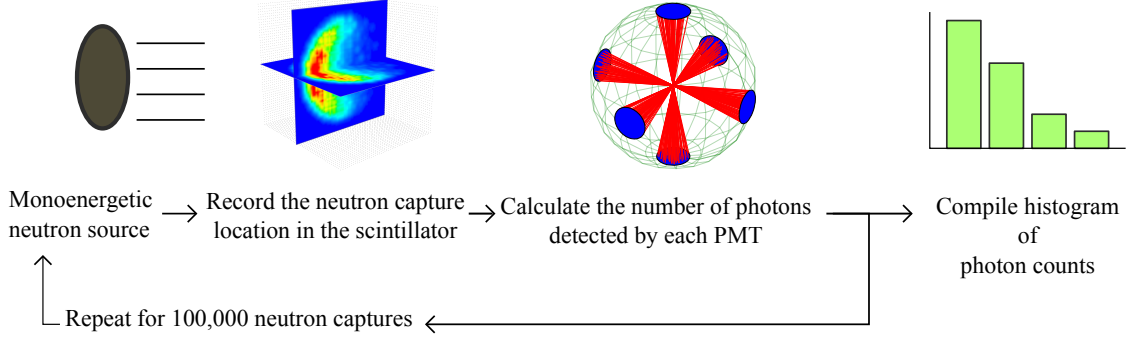 Monoenergetic
neutron source
Record the neutron capture
location in the scintillator
Calculate the number of photons
detected by each PMT
Compile histogram
of
photon counts
Repeat for 100,000 neutron captures